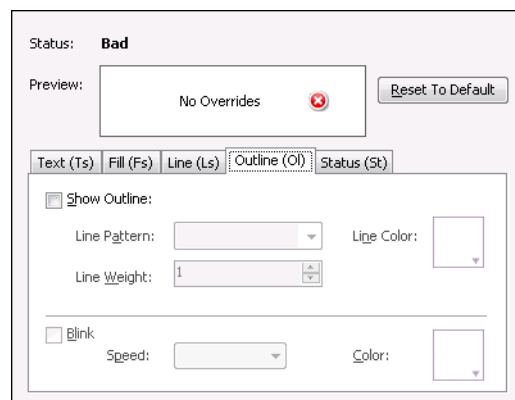 Status: Bad
Preview: No Overrides Reset To Default
Text (Ts) Fill (Fs) Line (Ls) Outline (Ol) Status (St)
Show Outline:
Line Pattern: Line Color:
Line Weight: 1
Blink
Speed: Color: